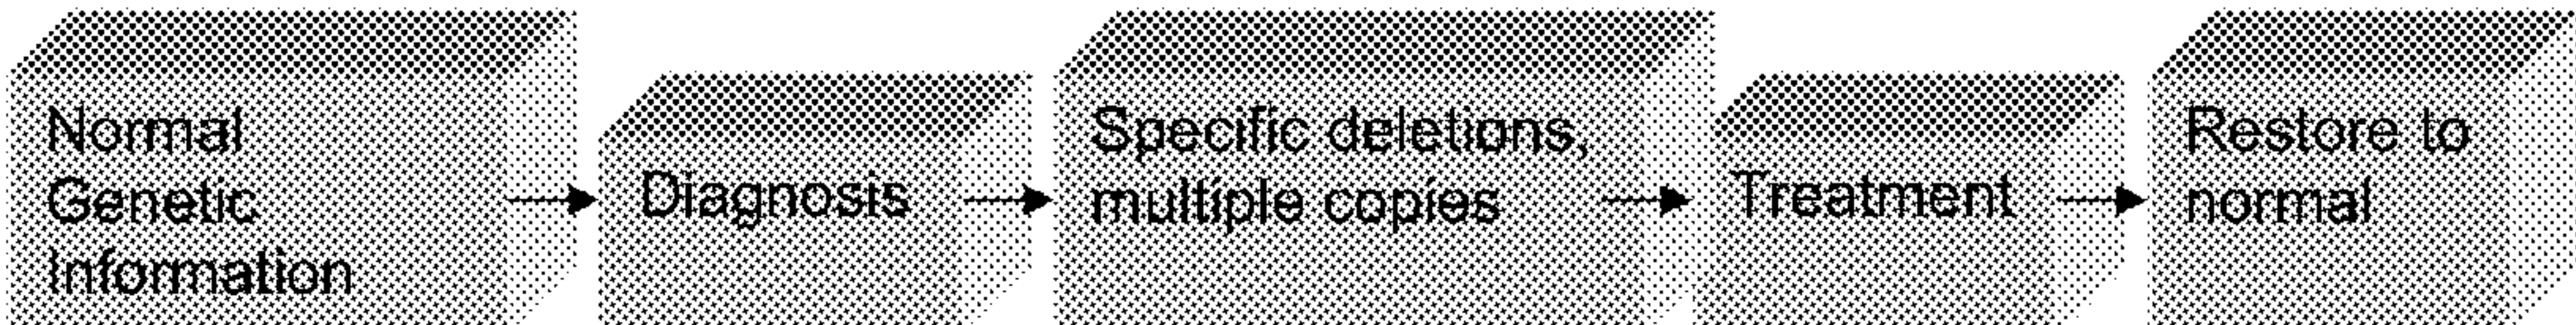 Normal
Genetic
Information
Diagnosis
Specific deletions,
multiple copies
Treatment
Restore to
normal